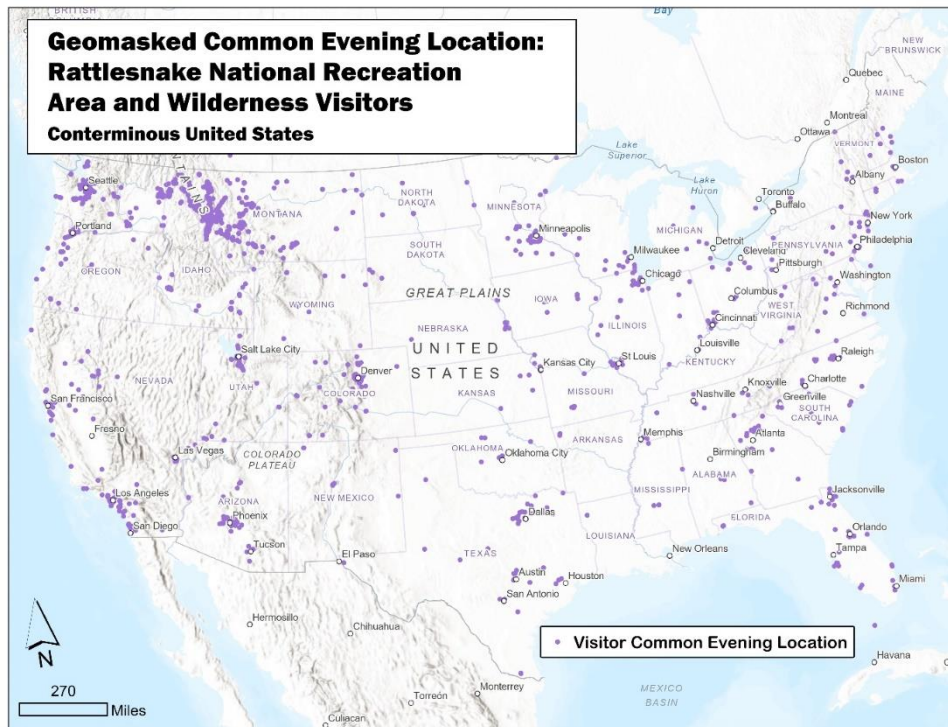 Geomasked Common Evening Location:
Rattlesnake National Recreation
Area and Wilderness Visitors
Conterminous United States
BRITISH
Bay
NEW
BRUNSWICK
Quebec
MAINE
Montreal
Ottawa
VERMONT
Lake
Superior
Lake
Huron
Toronto
Buffalo
Albany
Boston
Seattle
NTAINS
MONTANA
NORTH
DAKOTA
MINNESOTA
Minneapolis
MICHIGAN
New York
Portland
SOUTH
DAKOTA
Milwaukee
Detroit
Cleveland
PENNSYLVANIA
Philadelphia
Pittsburgh
OREGON
IDAHO
Chicago
Washington
WYOMING
GREAT PLAINS
IOWA
Columbus
WEST
VIRGINIA
Richmond
NEBRASKA
ILLINOIS
Cincinnati
Salt Lake City
UNITED
STATES
Louisville
NEVADA
UTAH
Denver
COLORADO
Kansas City
St Louis
KENTUCKY
Raleigh
San Francisco
KANSAS
MISSOURI
Knoxville
Charlotte
Nashville
Greenville
SOUTH
CAROLINA
Fresno
Las Vegas
COLORADO
PLATEAU
OKLAHOMA
Oklahoma City
ARKANSAS
Memphis
Atlanta
Birmingham
Los Angeles
ARIZONA
NEW MEXICO
ALABAMA
Phoenix
MISSISSIPPI
San Diego
Dallas
Jacksonville
Tucson
LOUISIANA
FLORIDA
El Paso
TEXAS
New Orleans
Orlando
Tampa
Austin
Houston
San Antonio
Miami
Hermosillo
Chihuahua
Visitor Common Evening Location
N
Havana
270
Miles
Monterrey
MEXICO
BASIN
Torreón
Culiacan